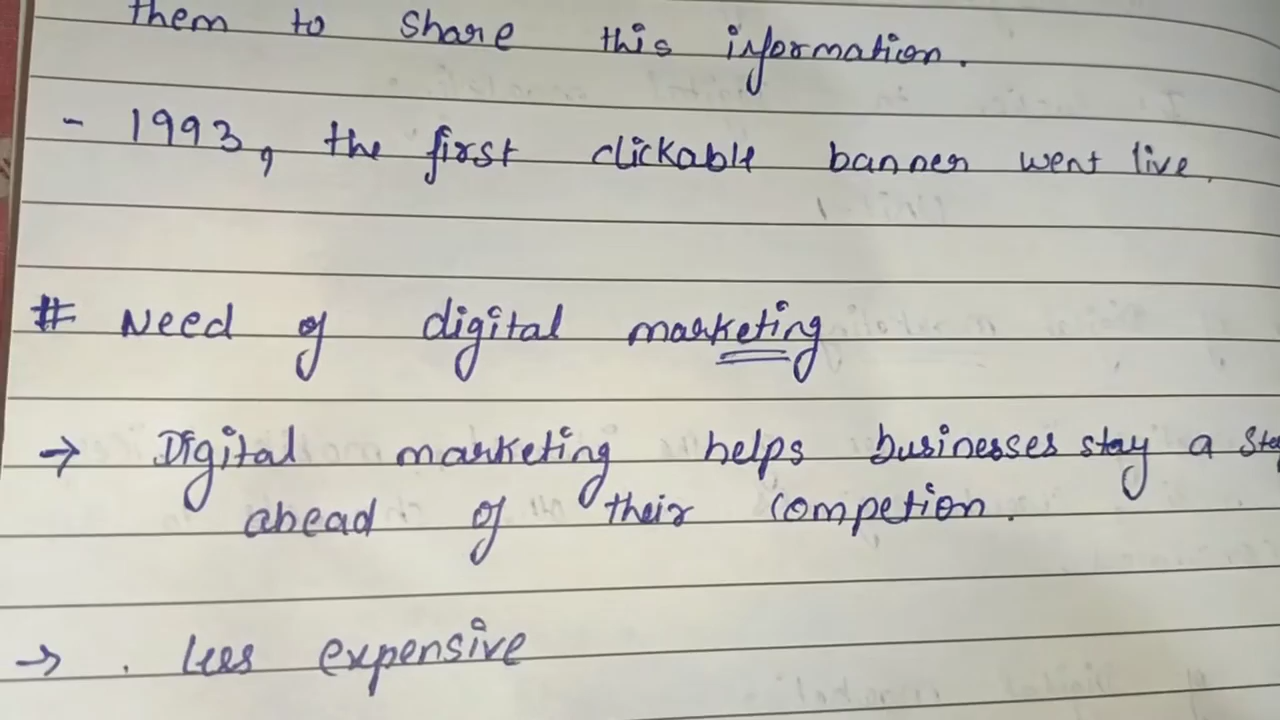 them to share this information.
- 1993, the first clickable banner went live.
# Need of digital marketing
→ Digital marketing helps businesses stay a ste
ahead of their competion.
→ . less expensive